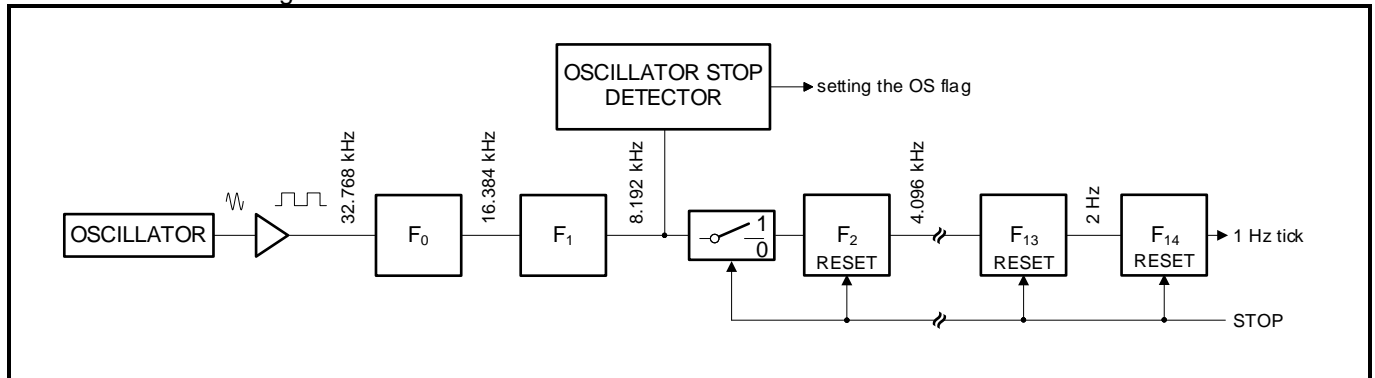 OSCILLATOR STOP
DETECTOR
setting the OS flag
32.768 kHz
16.384 kHz
8.192 kHz
4.096 kHz
2 Hz
OSCILLATOR
F₀
F₁
1
0
F₂
RESET
F₁₃
RESET
F₁₄
RESET
1 Hz tick
STOP